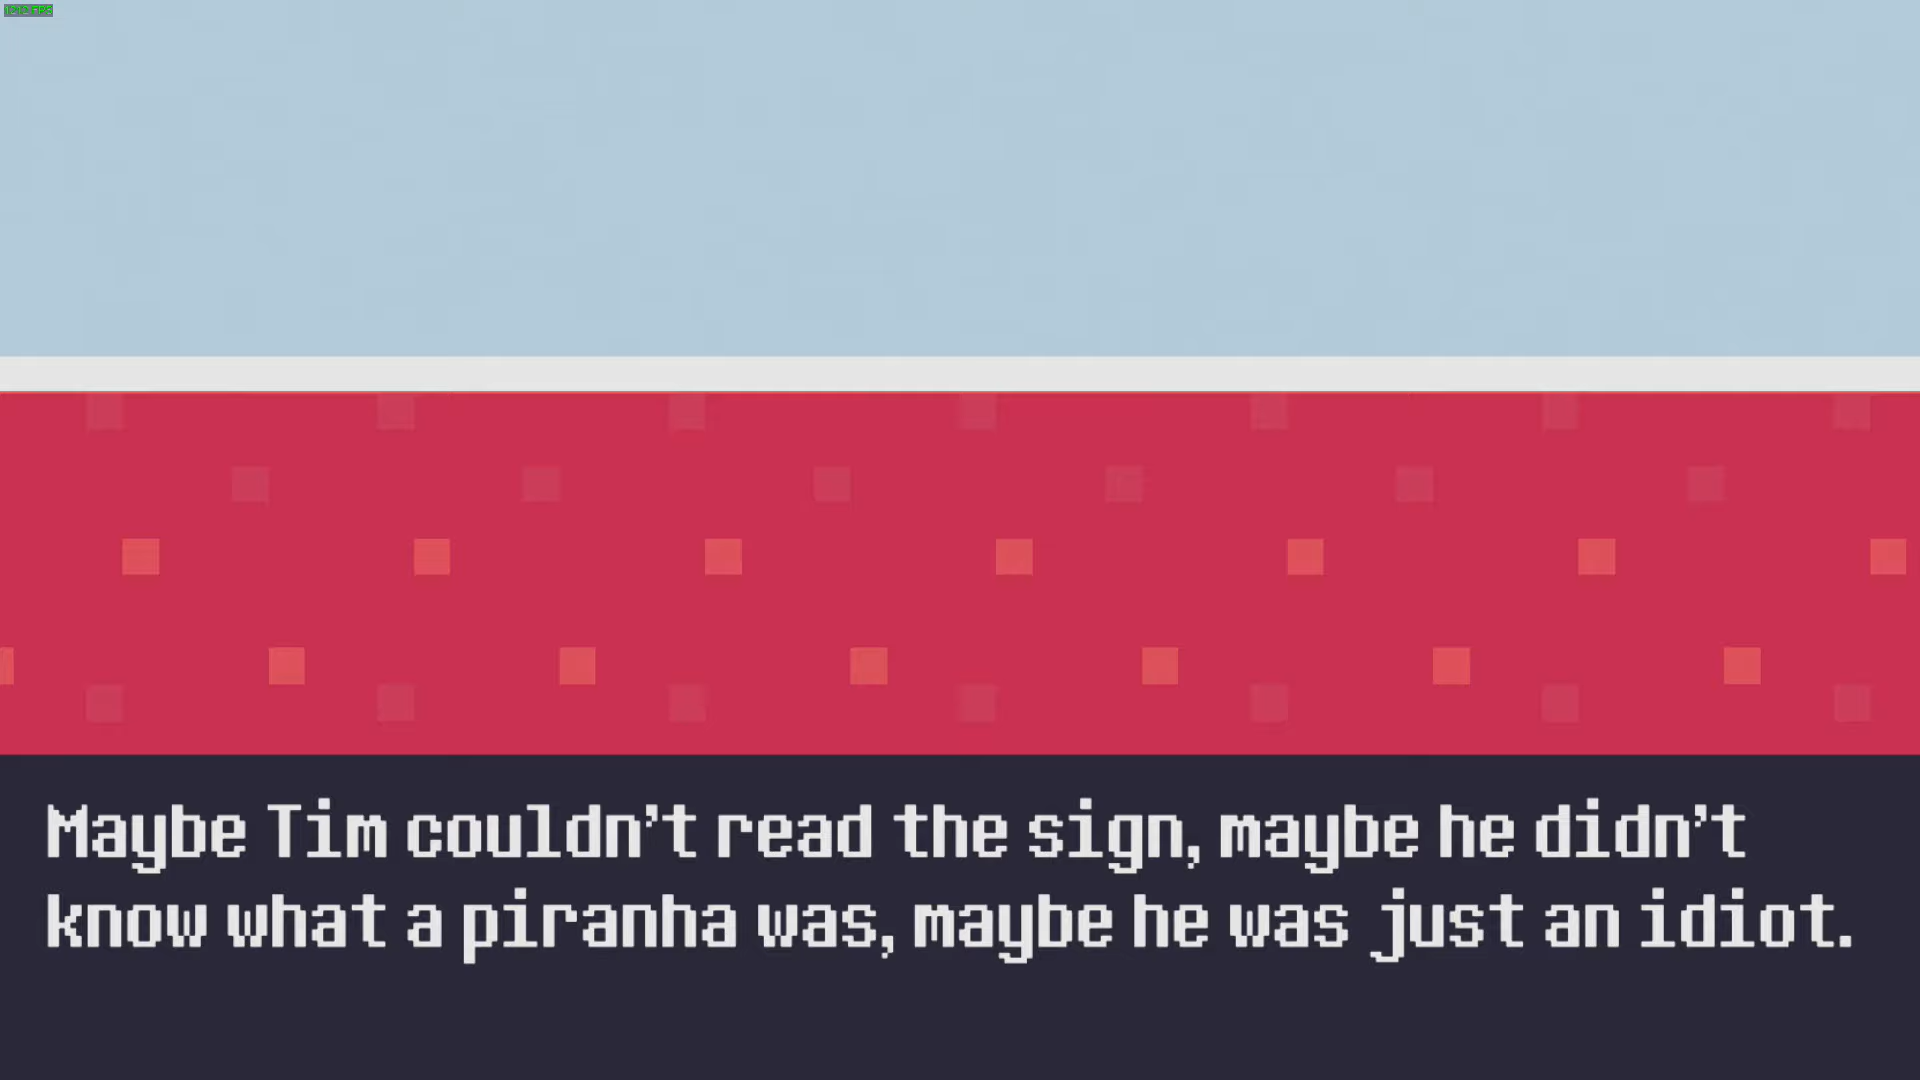 Maybe Tim couldn't read the sign, maybe he didn't
know what a piranha was, maybe he was just an idiot.